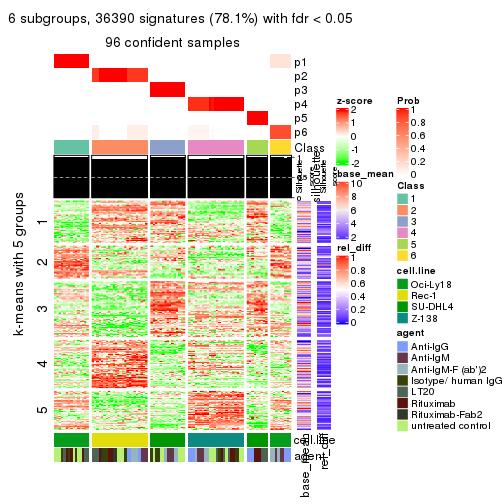 6 subgroups, 36390 signatures (78.1%) with fdr < 0.05
96 confident samples
p1
p2
p3
p4
p5
p6
Class
1
0.5
0
silhouette
k-means with 5 groups
1
2
3
4
5
cell.line
agent
base_mean
rel_diff
z-score
2
1
0
-1
-2
base_mean
10
8
6
4
2
rel_diff
1
0.8
0.6
0.4
0.2
0
Prob
1
0.8
0.6
0.4
0.2
0
Class
1
2
3
4
5
6
cell.line
Oci-Ly18
Rec-1
SU-DHL4
Z-138
agent
Anti-IgG
Anti-IgM
Anti-IgM-F (ab')2
Isotype/ human IgG
LT20
Rituximab
Rituximab-Fab2
untreated control